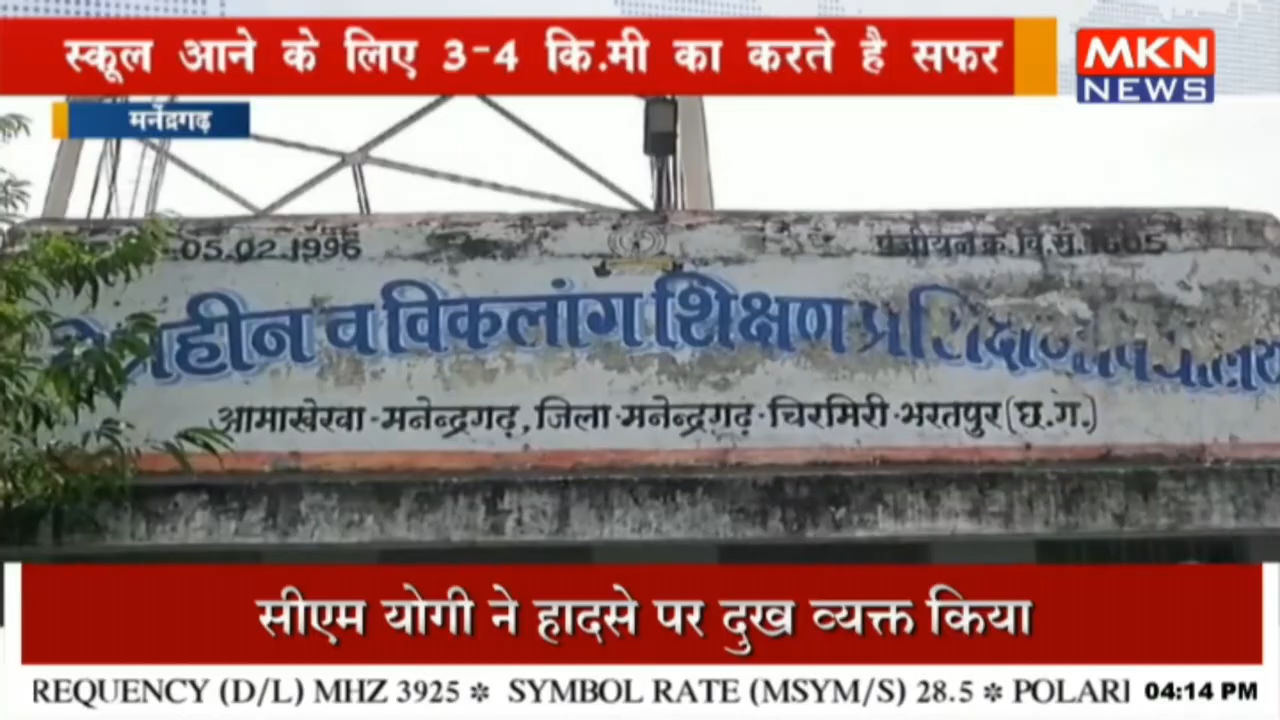 स्कूल आने के लिए 3-4 कि.मी का करते है सफर
MKN
NEWS
मनेंद्रगढ़
05.02.1996
पंजीयन क्र. वि.सं. 1605
व विकलांग शिक्षण
आमाखेरवा-मनेन्द्रगढ़, जिला-मनेन्द्रगढ़-चिरमिरी-भरतपुर (छ.ग.)
सीएम योगी ने हादसे पर दुख व्यक्त किया
REQUENCY (D/L) MHZ 3925 * SYMBOL RATE (MSYM/S) 28.5 * POLARI
04:14 PM